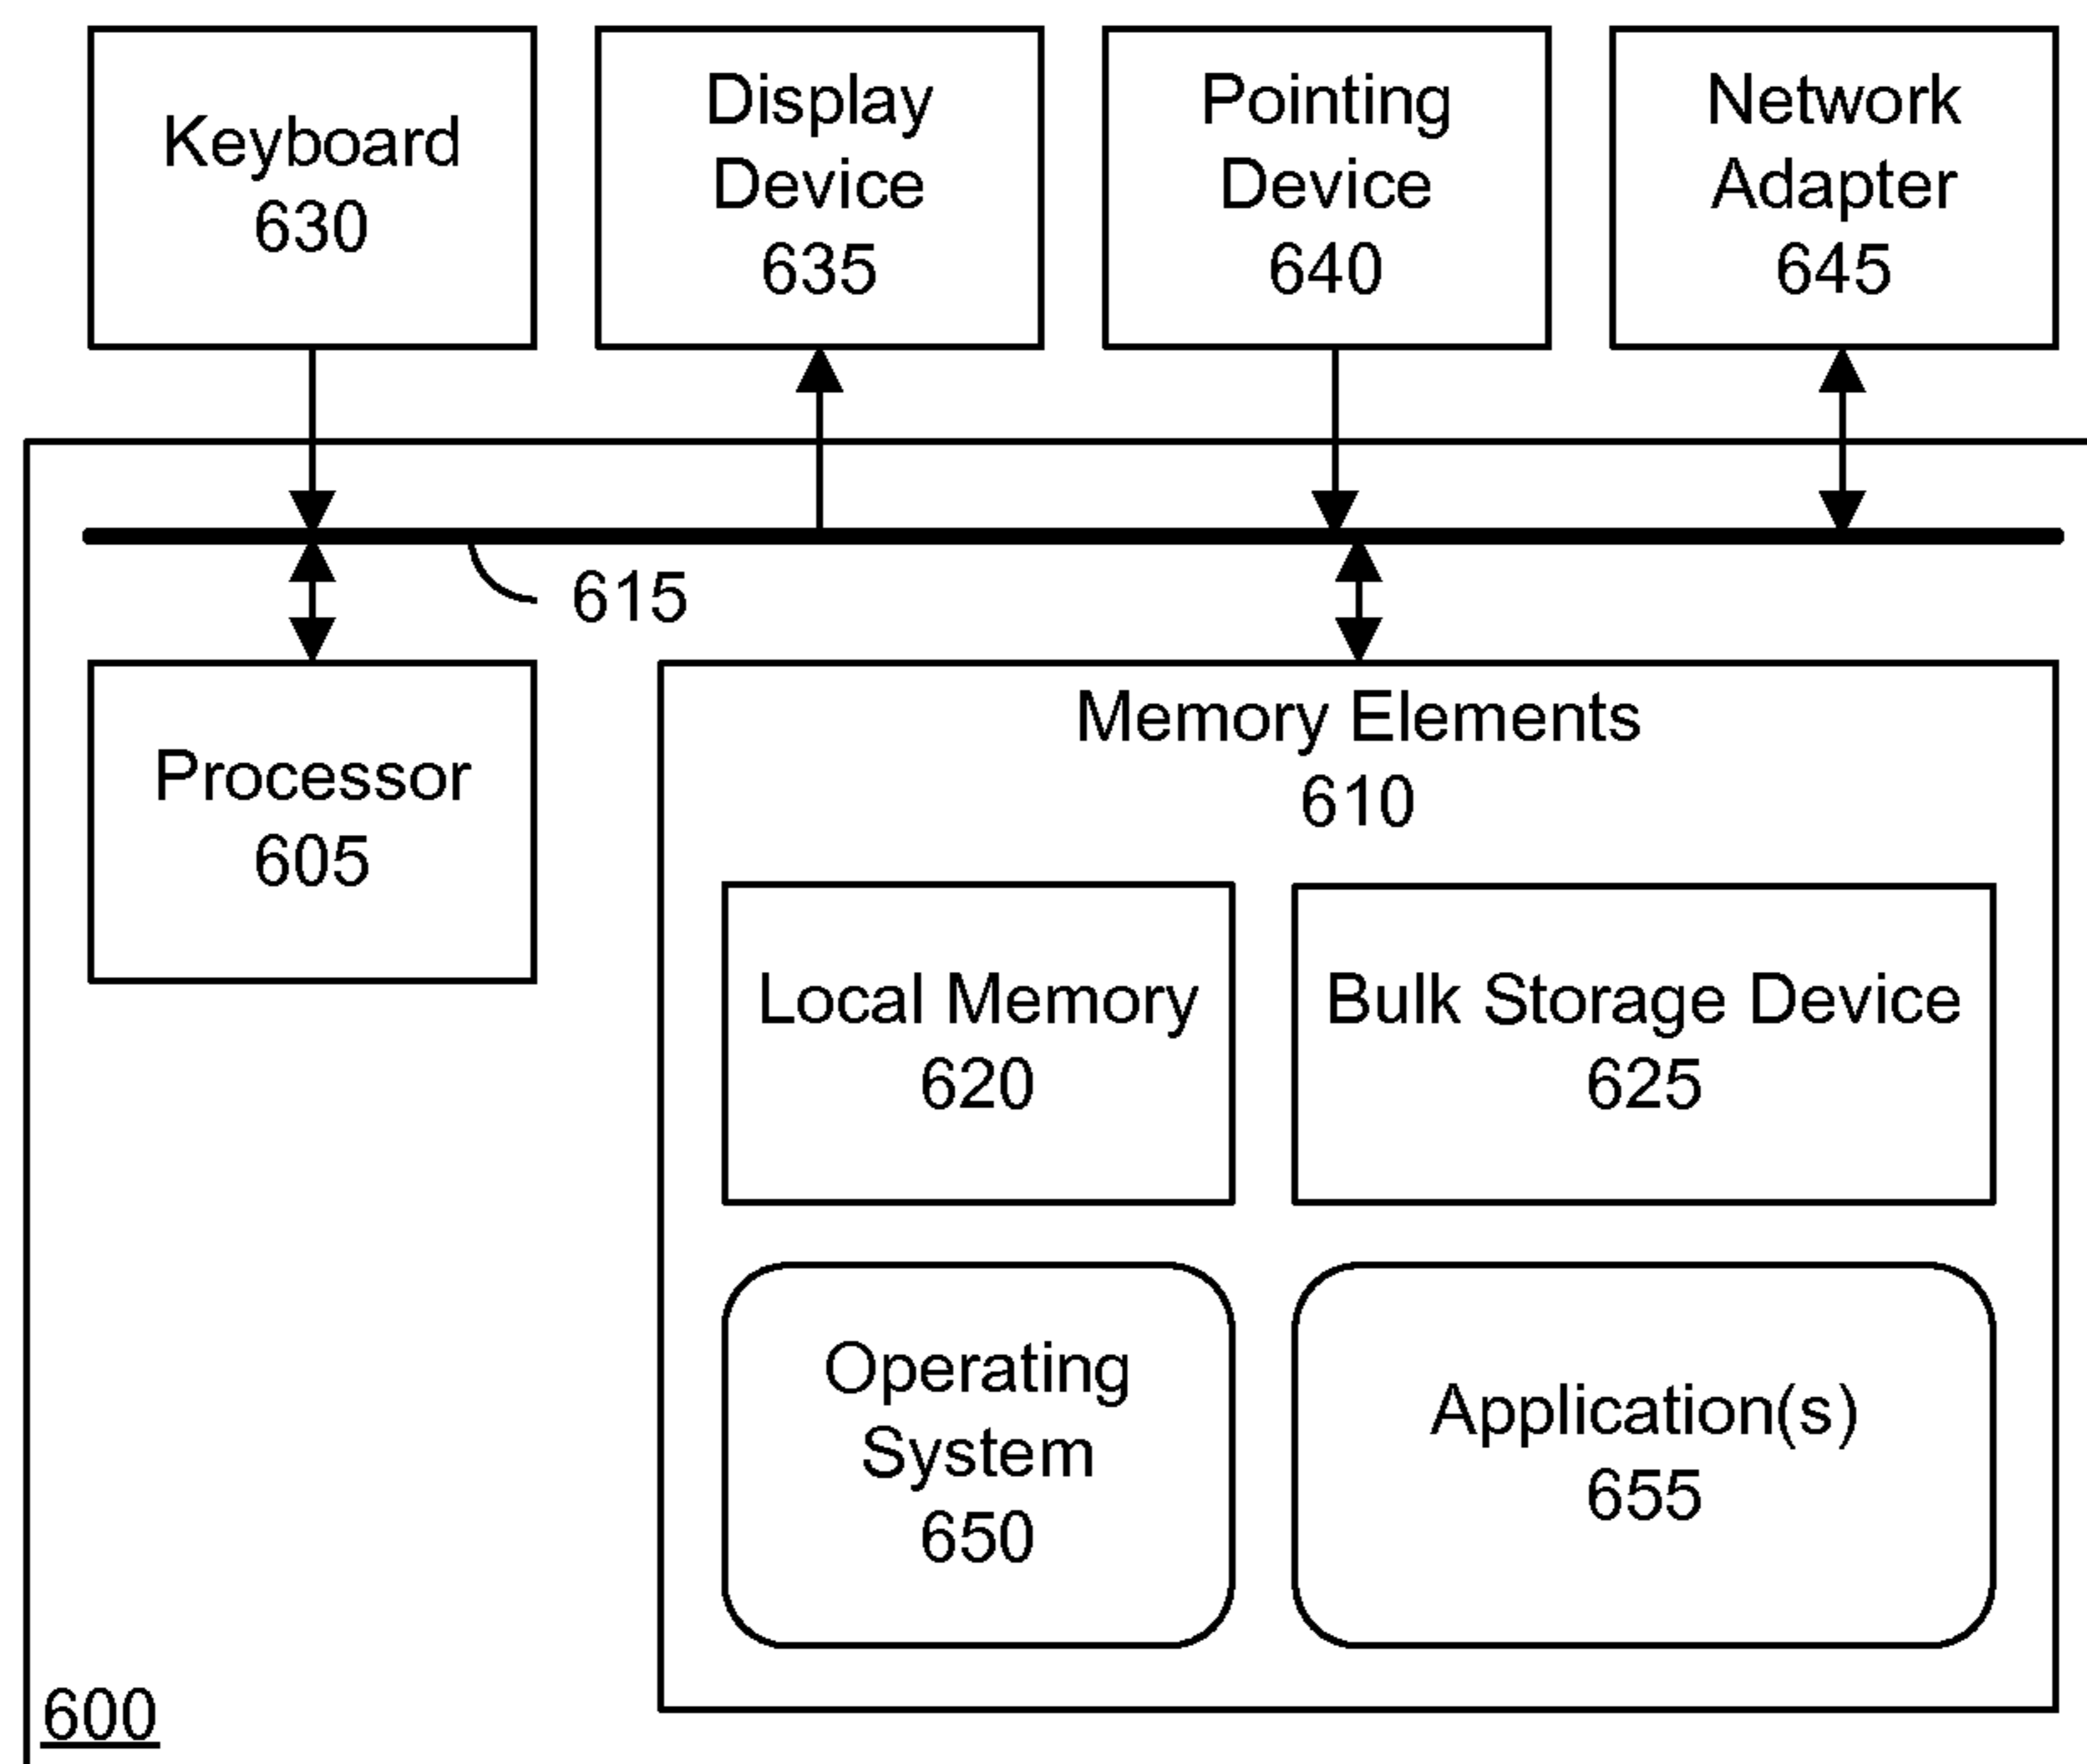 Keyboard
630
Display
Device
635
Pointing
Device
640
Network
Adapter
645
615
Processor
605
Memory Elements
610
Local Memory
620
Bulk Storage Device
625
Operating
System
650
Application(s)
655
600